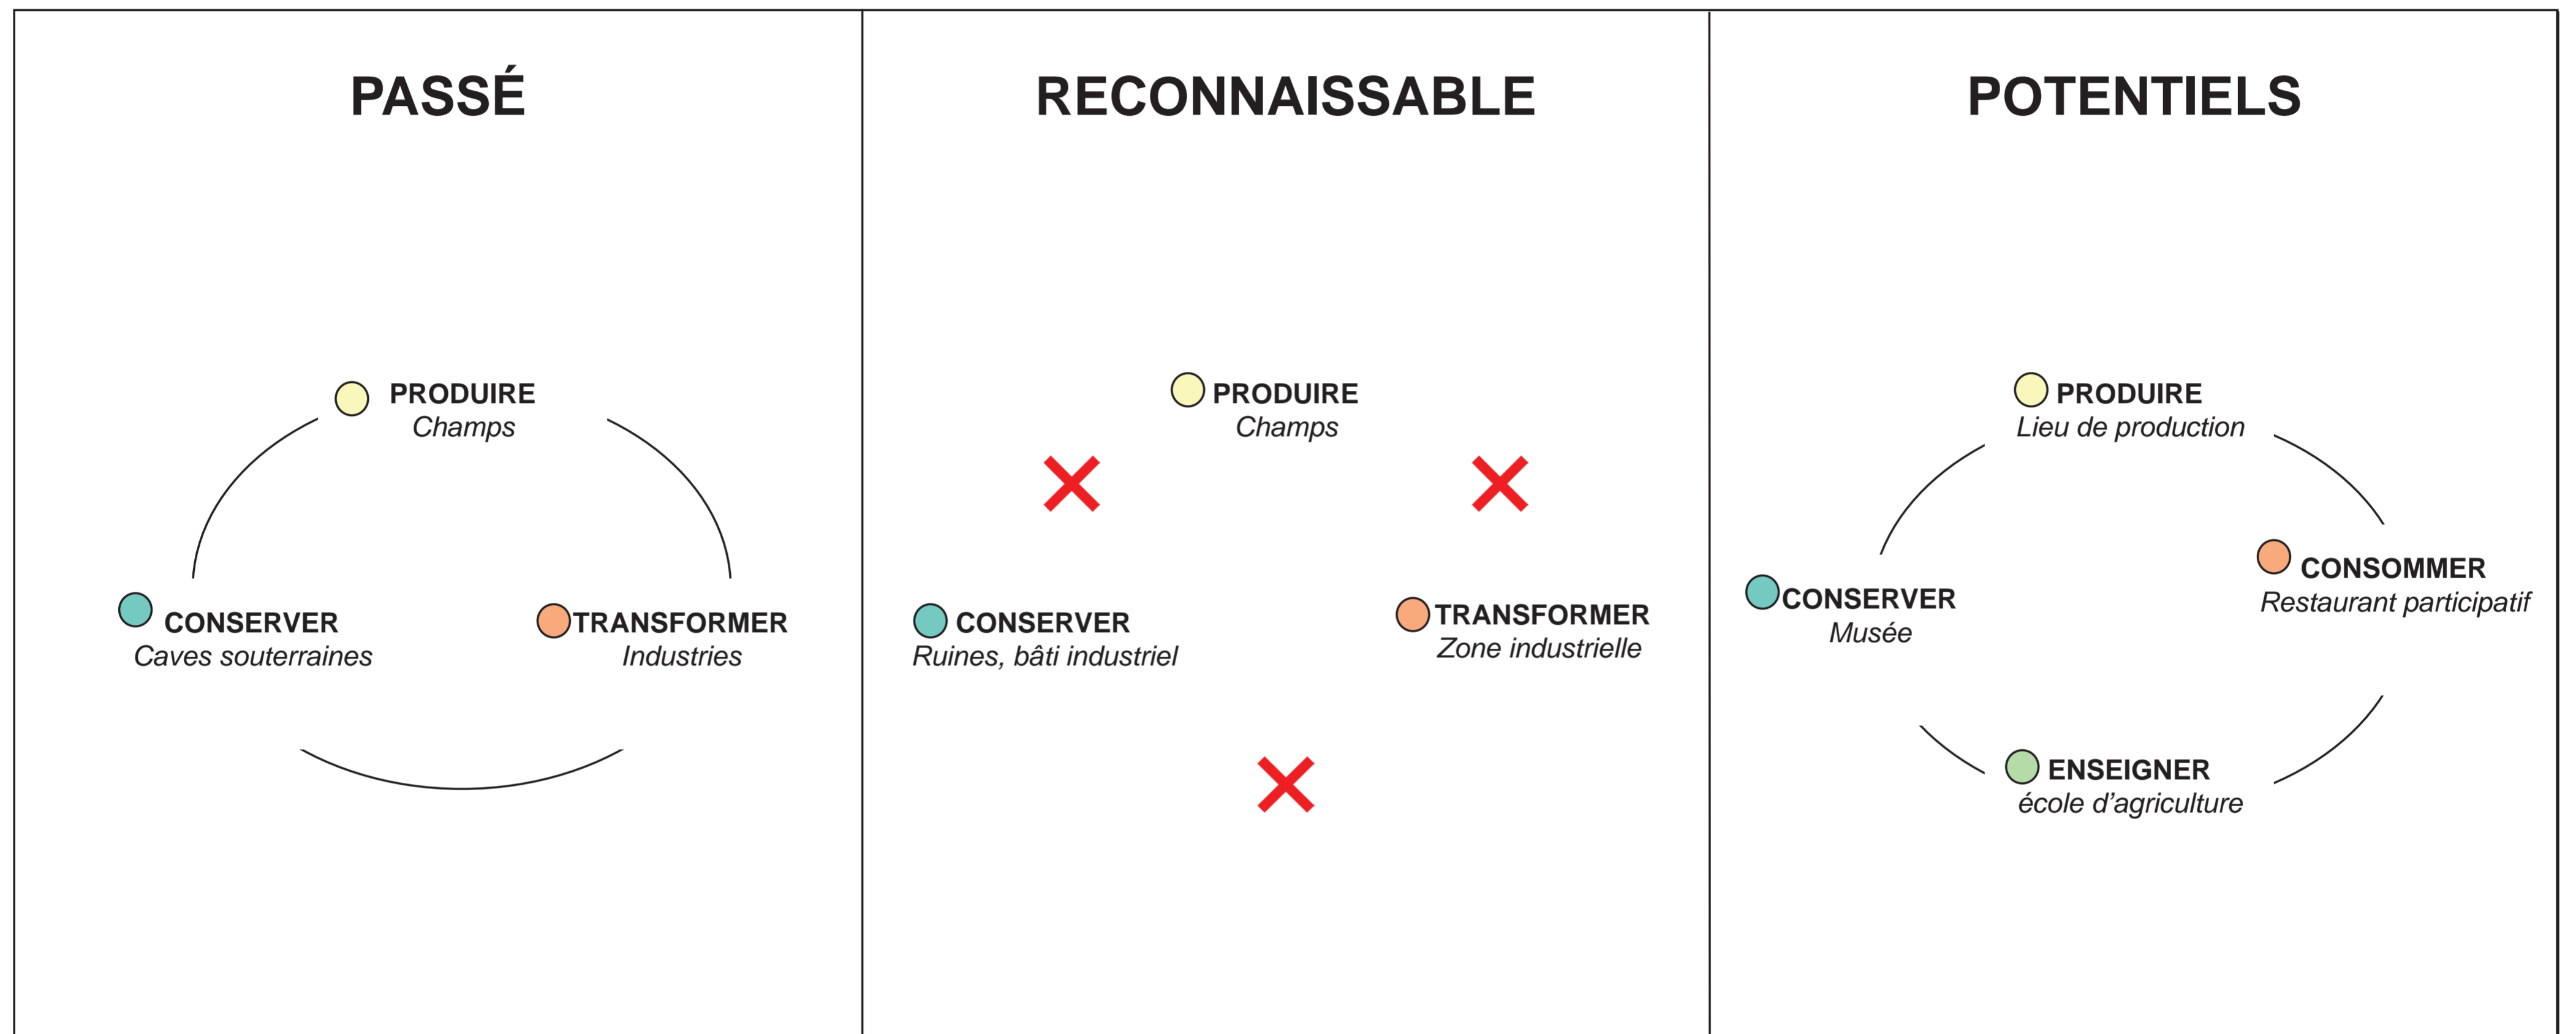 PASSÉ
PRODUIRE
Champs
CONSERVER
Caves souterraines
TRANSFORMER
Industries
RECONNAISSABLE
PRODUIRE
Champs
CONSERVER
Ruines, bâti industriel
TRANSFORMER
Zone industrielle
POTENTIELS
PRODUIRE
Lieu de production
CONSOMMER
Restaurant participatif
CONSERVER
Musée
ENSEIGNER
école d’agriculture